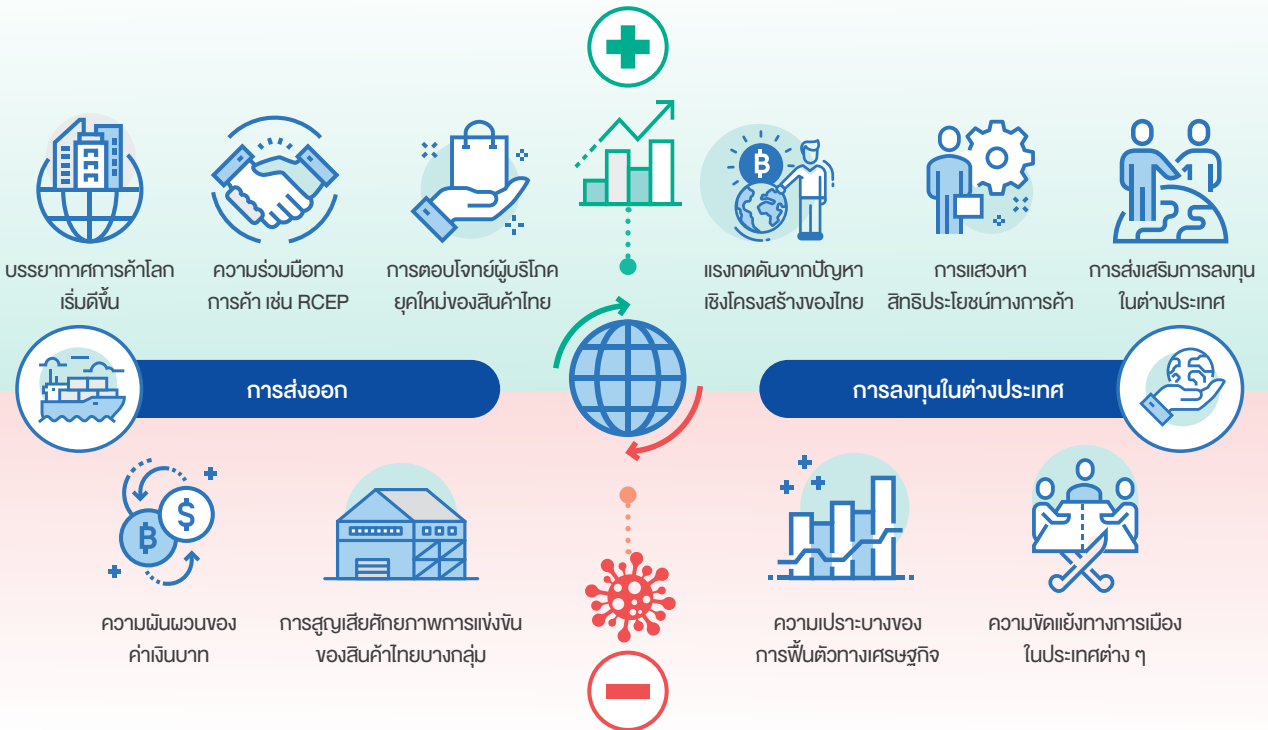 บรรยากาศการค้าโลก
เริ่มดีขึ้น
ความร่วมมือทาง
การค้า เช่น RCEP
การตอบโจทย์ผู้บริโภค
ยุคใหม่ของสินค้าไทย
แรงกดดันจากปัญหา
เชิงโครงสร้างของไทย
การแสวงหา
สิทธิประโยชน์ทางการค้า
การส่งเสริมการลงทุน
ในต่างประเทศ
การส่งออก
การลงทุนในต่างประเทศ
ความผันผวนของ
ค่าเงินบาท
การสูญเสียศักยภาพการแข่งขัน
ของสินค้าไทยบางกลุ่ม
ความเปราะบางของ
การฟื้นตัวทางเศรษฐกิจ
ความขัดแย้งทางการเมือง
ในประเทศต่าง ๆ